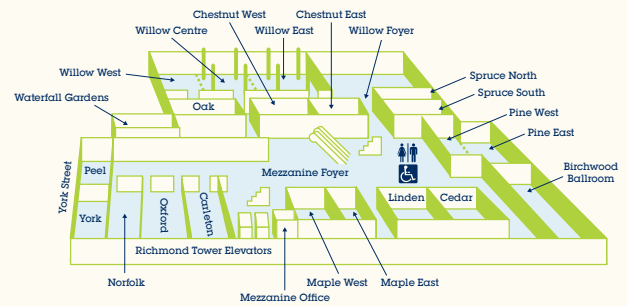 Chestnut West
Chestnut East
Willow Centre
Willow East
Willow Foyer
Willow West
Spruce North
Spruce South
Waterfall Gardens
Oak
Pine West
Pine East
Mezzanine Foyer
Birchwood
Ballroom
York Street
Peel
York
Oxford
Carleton
Linden
Cedar
Richmond Tower Elevators
Norfolk
Maple West
Maple East
Mezzanine Office